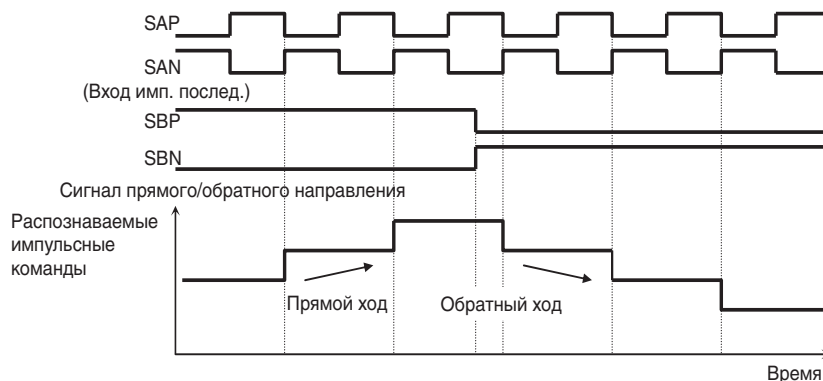 SAP
SAN
(Вход имп. послед.)
SBP
SBN
Сигнал прямого/обратного направления
Распознаваемые
импульсные
команды
Прямой ход
Обратный ход
Время